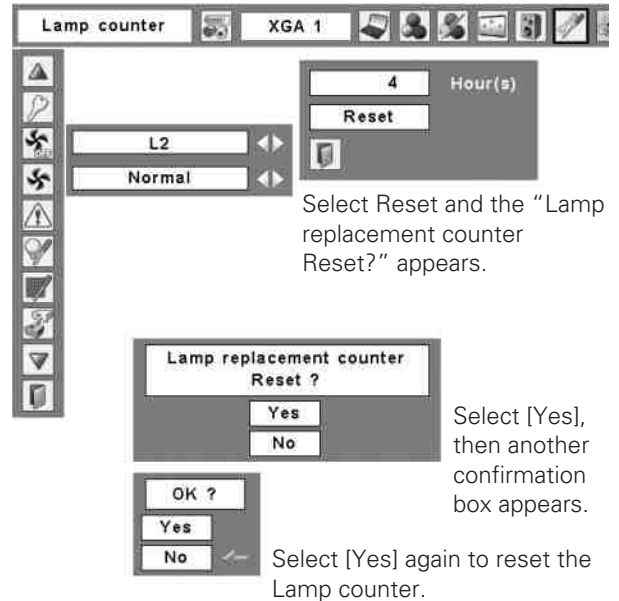 Lamp counter
XGA 1
4 Hour(s)
Reset
L2
Normal
Select Reset and the “Lamp
replacement counter
Reset?” appears.
Lamp replacement counter
Reset ?
Yes
No
Select [Yes],
then another
confirmation
box appears.
OK ?
Yes
No
Select [Yes] again to reset the
Lamp counter.